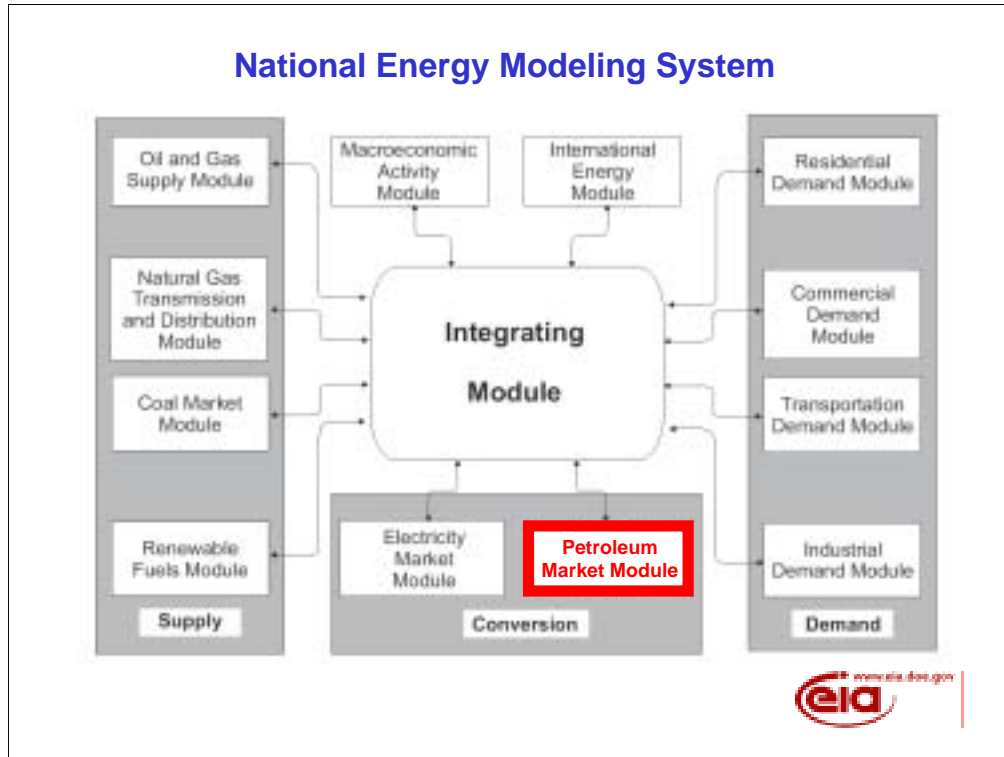 National Energy Modeling System
Oil and Gas
Supply Module
Natural Gas
Transmission
and Distribution
Module
Coal Market
Module
Renewable
Fuels Module
Supply
Macroeconomic
Activity
Module
International
Energy
Module
Integrating
Module
Electricity
Market
Module
Petroleum
Market Module
Conversion
Residential
Demand Module
Commercial
Demand
Module
Transportation
Demand Module
Industrial
Demand Module
Demand
www.eia.doe.gov
eia